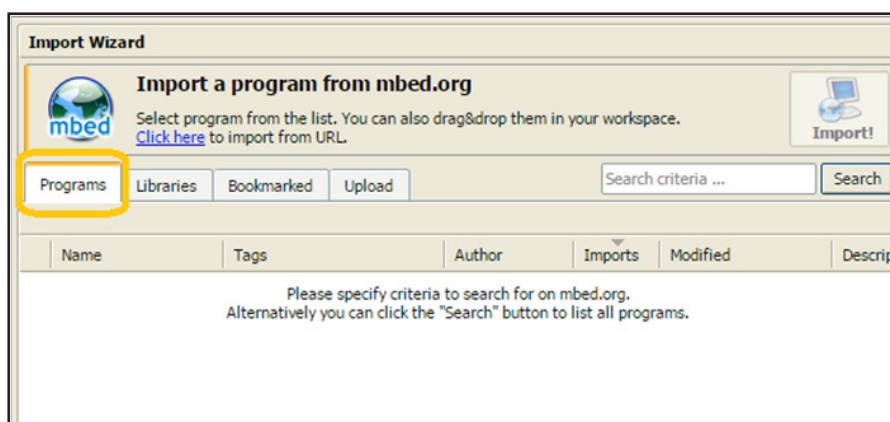 Import Wizard
Import a program from mbed.org
Select program from the list. You can also drag&drop them in your workspace.
Click here to import from URL.
mbed
Import!
Programs Libraries Bookmarked Upload Search criteria ... Search
Name Tags Author Imports Modified Descrip
Please specify criteria to search for on mbed.org.
Alternatively you can click the "Search" button to list all programs.